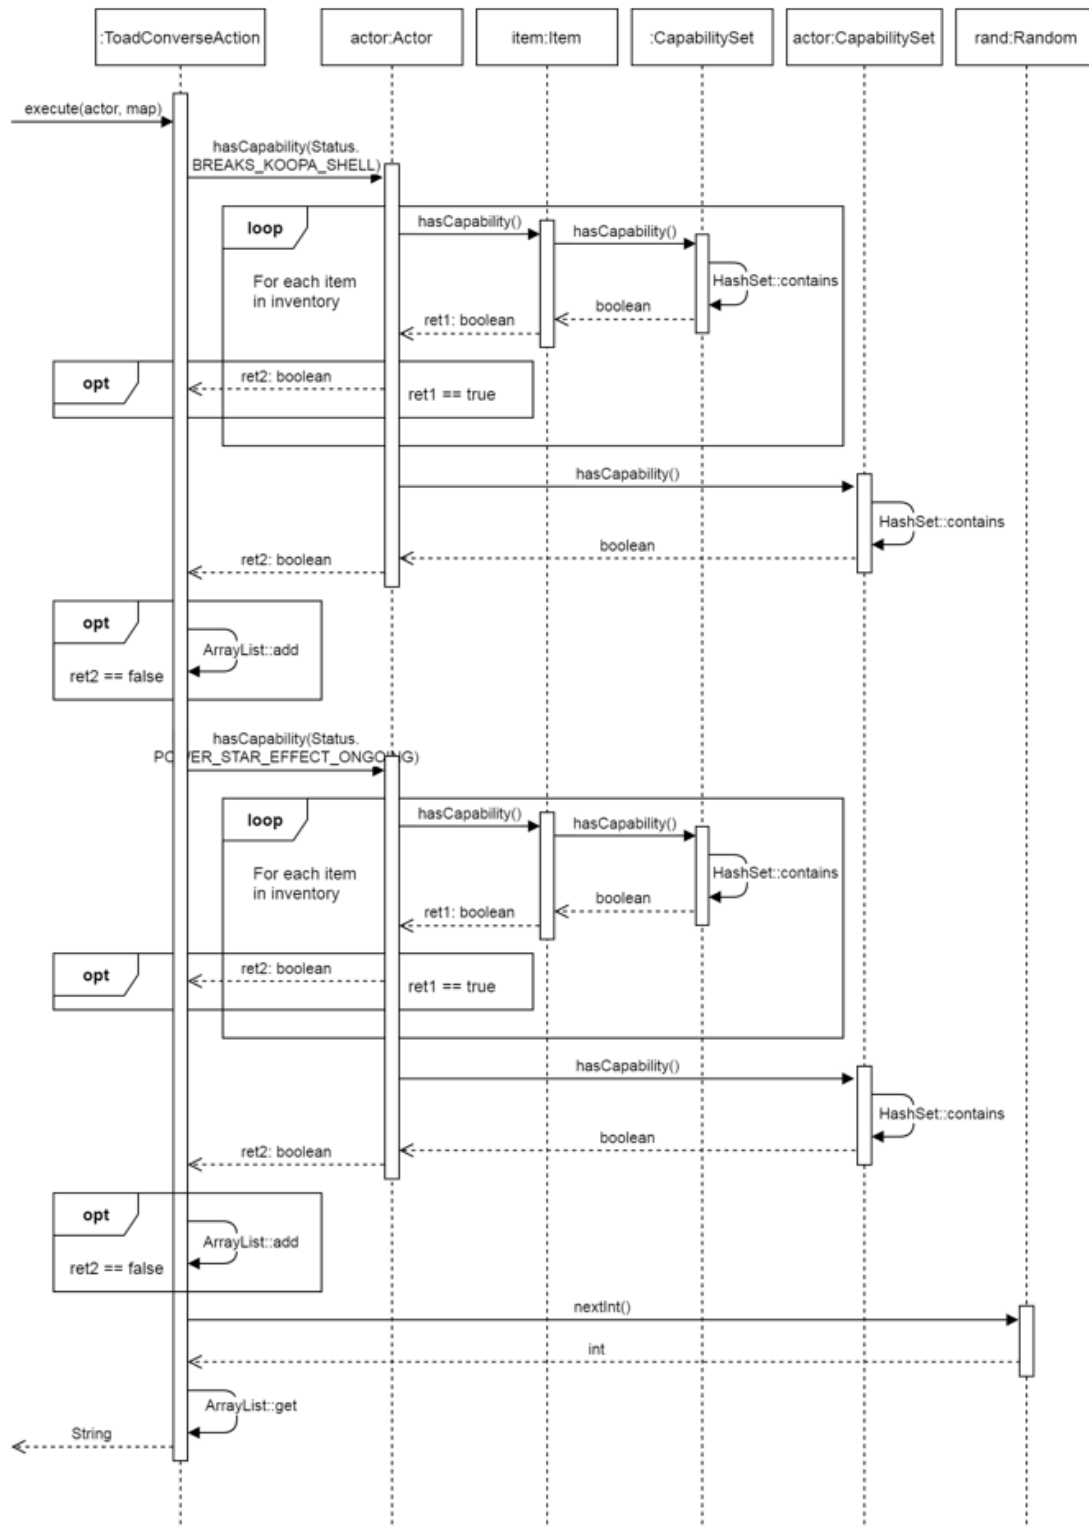 :ToadConverseAction
actor:Actor
item:Item
:CapabilitySet
actor:CapabilitySet
rand:Random
execute(actor, map)
hasCapability(Status.
BREAKS_KOOPA_SHELL)
loop
For each item
in inventory
hasCapability()
hasCapability()
HashSet::contains
boolean
ret1: boolean
opt
ret2: boolean
ret1 == true
hasCapability()
HashSet::contains
boolean
ret2: boolean
opt
ret2 == false
ArrayList::add
hasCapability(Status.
POWER_STAR_EFFECT_ONGOING)
loop
For each item
in inventory
hasCapability()
hasCapability()
HashSet::contains
boolean
ret1: boolean
opt
ret2: boolean
ret1 == true
hasCapability()
HashSet::contains
boolean
ret2: boolean
opt
ret2 == false
ArrayList::add
nextInt()
int
ArrayList::get
String